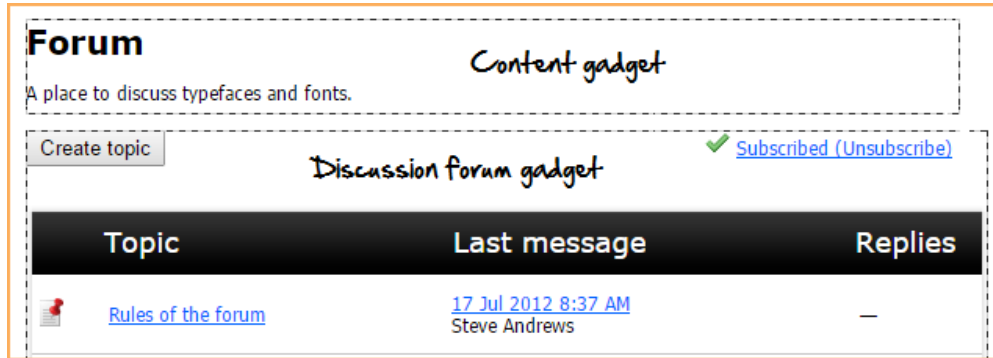 Forum
Content gadget
A place to discuss typefaces and fonts.
Create topic
Subscribed (Unsubscribe)
Discussion forum gadget
Topic Last message Replies
Rules of the forum 17 Jul 2012 8:37 AM —
Steve Andrews